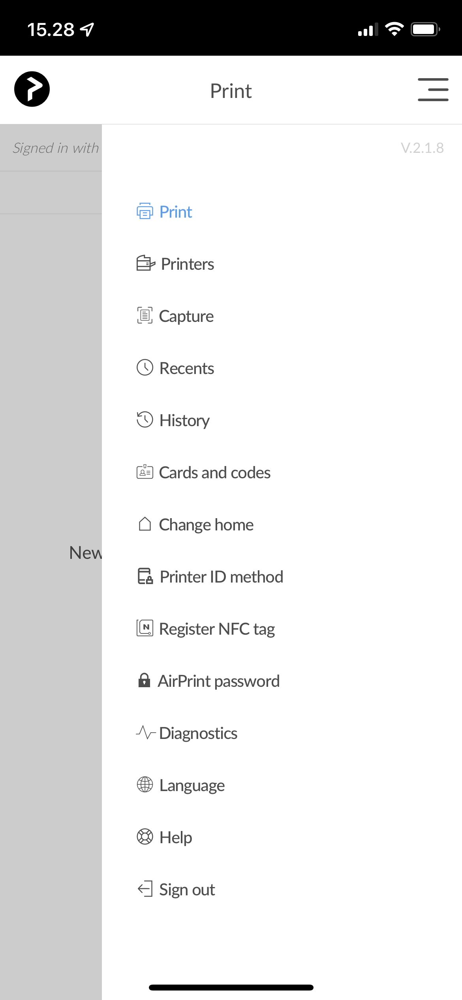 15.28
Print
Signed in with
V.2.1.8
Print
Printers
Capture
Recents
History
Cards and codes
Change home
New
Printer ID method
N
Register NFC tag
AirPrint password
Diagnostics
Language
Help
Sign out